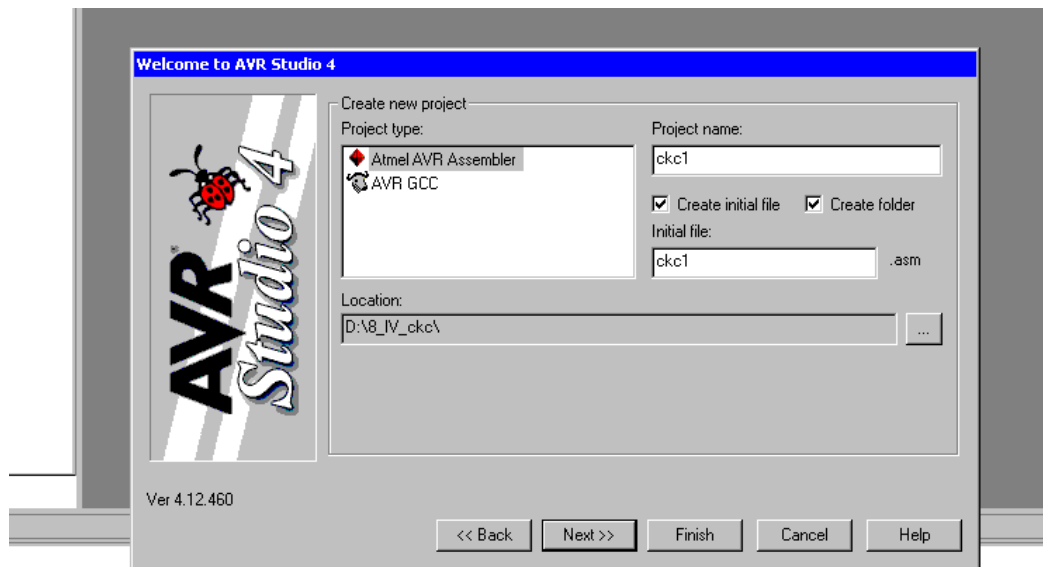 Welcome to AVR Studio 4
AVR Studio 4
Create new project
Project type:
Atmel AVR Assembler
AVR GCC
Project name:
ckc1
Create initial file
Create folder
Initial file:
ckc1
.asm
Location:
D:\8_IV_ckc\
...
Ver 4.12.460
<< Back
Next >>
Finish
Cancel
Help